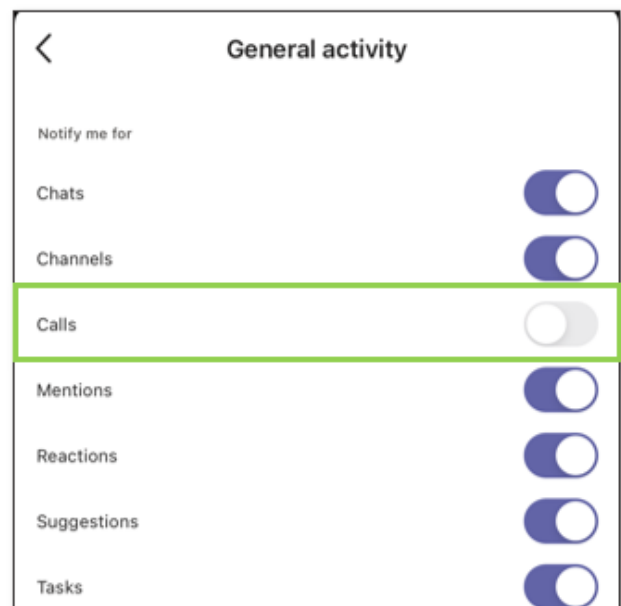 General activity
Notify me for
Chats
Channels
Calls
Mentions
Reactions
Suggestions
Tasks